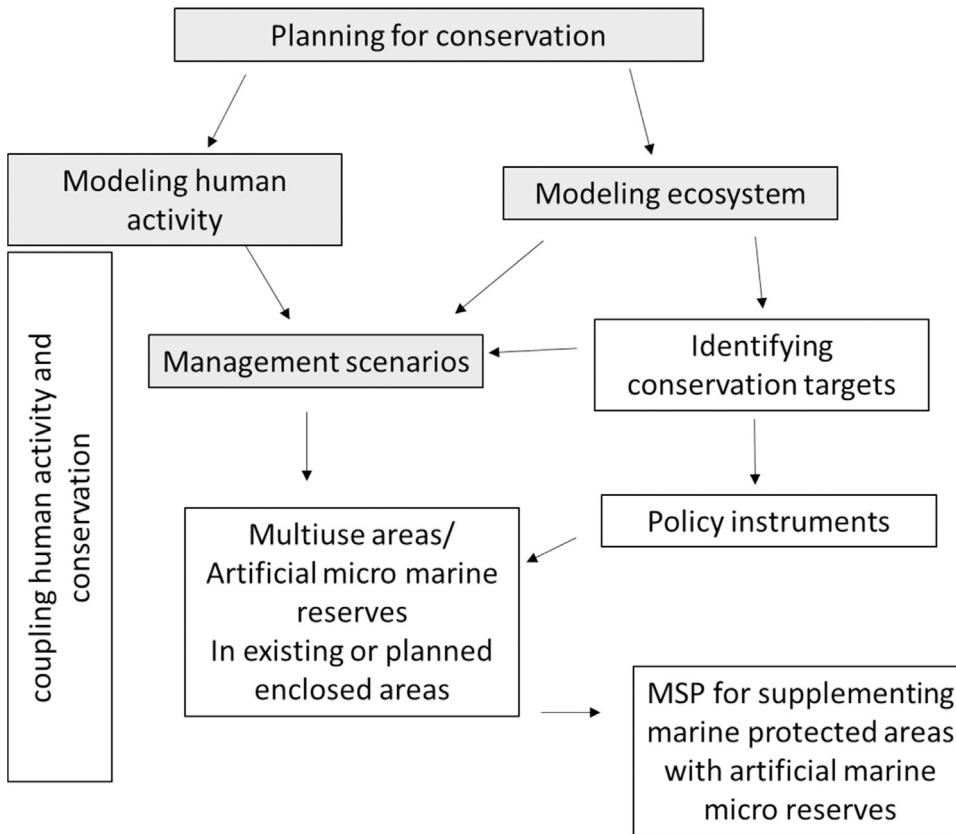 Planning for conservation
Modeling human
activity
Modeling ecosystem
coupling human activity and
conservation
Management scenarios
Identifying
conservation targets
Policy instruments
Multiuse areas/
Artificial micro marine
reserves
In existing or planned
enclosed areas
MSP for supplementing
marine protected areas
with artificial marine
micro reserves